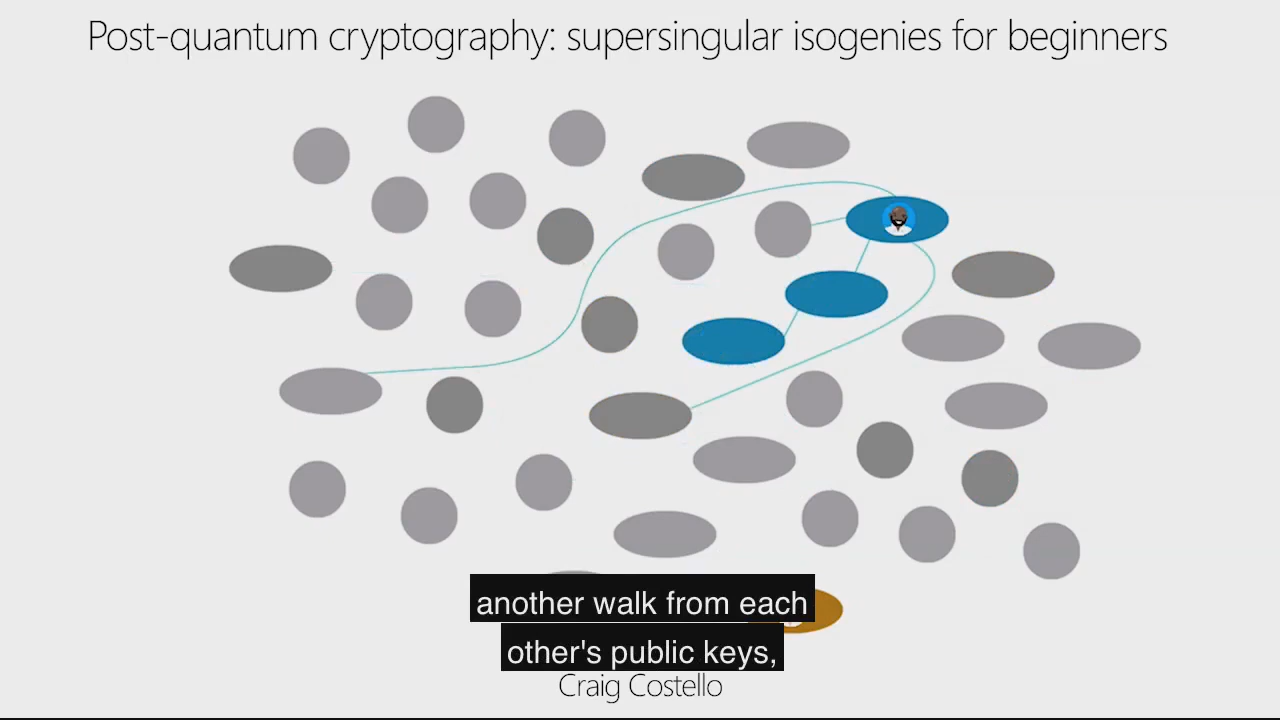 Post-quantum cryptography: supersingular isogenies for beginners
another walk from each
other's public keys,
Craig Costello